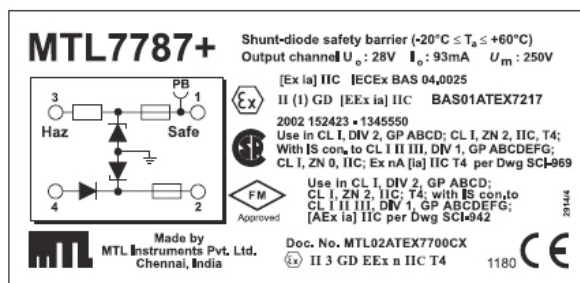 MTL7787+
Shunt-diode safety barrier (-20°C ≤ Ta ≤ +60°C)
Output channel Uo: 28V Io: 93mA Um: 250V
[Ex ia] IIC IECEx BAS 04.0025
Ex II (1) GD [EEx ia] IIC BAS01ATEX7217
PB
3
1
Haz
Safe
4
2
2002 152423 - 1345550
SP
Use in CL I, DIV 2, GP ABCD; CL I, ZN 2, IIC, T4;
With IS con. to CL I II III, DIV 1, GP ABCDEFG;
CL I, ZN 0, IIC; Ex nA [ia] IIC T4 per Dwg SCI-969
FM
Approved
Use in CL I, DIV 2, GP ABCD;
CL I, ZN 2, IIC; T4; with IS con,to
CL I II III, DIV 1, GP ABCDEFG;
[AEx ia] IIC per Dwg SCI-942
2914/4
MTL
Made by
MTL Instruments Pvt. Ltd.
Chennai, India
Doc. No. MTL02ATEX7700CX
Ex II 3 GD EEx n IIC T4
1180 CE